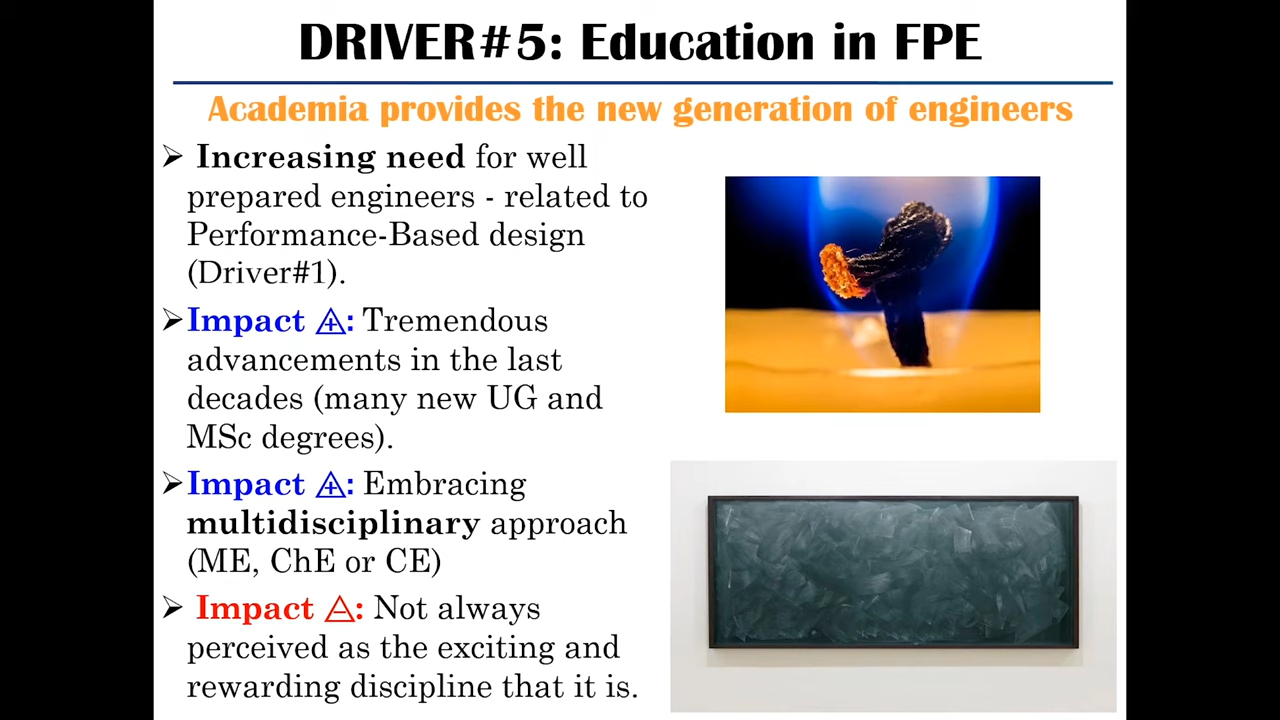 DRIVER#5: Education in FPE
Academia provides the new generation of engineers
➢ Increasing need for well
prepared engineers - related to
Performance-Based design
(Driver#1).
➢Impact ⨹: Tremendous
advancements in the last
decades (many new UG and
MSc degrees).
➢Impact ⨹: Embracing
multidisciplinary approach
(ME, ChE or CE)
➢ Impact ⨺: Not always
perceived as the exciting and
rewarding discipline that it is.